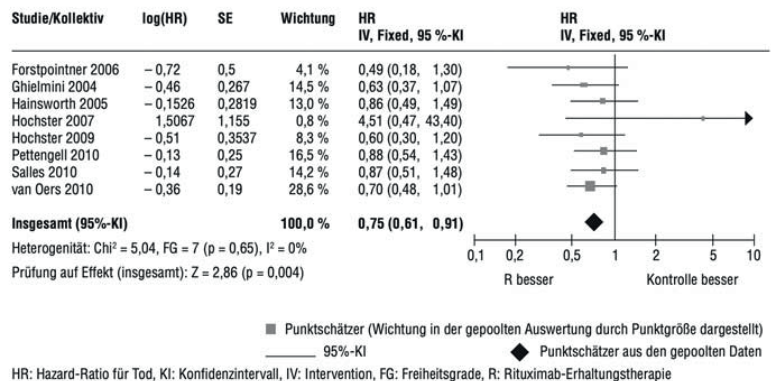 Studie/Kollektiv log(HR) SE Wichtung HR HR
IV, Fixed, 95 %-KI IV, Fixed, 95 %-KI
Forstpointner 2006 – 0,72 0,5 4,1 % 0,49 (0,18, 1,30)
Ghielmini 2004 – 0,46 0,267 14,5 % 0,63 (0,37, 1,07)
Hainsworth 2005 – 0,1526 0,2819 13,0 % 0,86 (0,49, 1,49)
Hochster 2007 1,5067 1,155 0,8 % 4,51 (0,47, 43,40)
Hochster 2009 – 0,51 0,3537 8,3 % 0,60 (0,30, 1,20)
Pettengell 2010 – 0,13 0,25 16,5 % 0,88 (0,54, 1,43)
Salles 2010 – 0,14 0,27 14,2 % 0,87 (0,51, 1,48)
van Oers 2010 – 0,36 0,19 28,6 % 0,70 (0,48, 1,01)
Insgesamt (95%-KI) 100,0 % 0,75 (0,61, 0,91)
Heterogenität: Chi² = 5,04, FG = 7 (p = 0,65), I² = 0%
Prüfung auf Effekt (insgesamt): Z = 2,86 (p = 0,004)
0,1 0,2 0,5 1 2 5 10
R besser Kontrolle besser
Punktschätzer (Wichtung in der gepoolten Auswertung durch Punktgröße dargestellt)
95%-KI Punktschätzer aus den gepoolten Daten
HR: Hazard-Ratio für Tod, KI: Konfidenzintervall, IV: Intervention, FG: Freiheitsgrade, R: Rituximab-Erhaltungstherapie